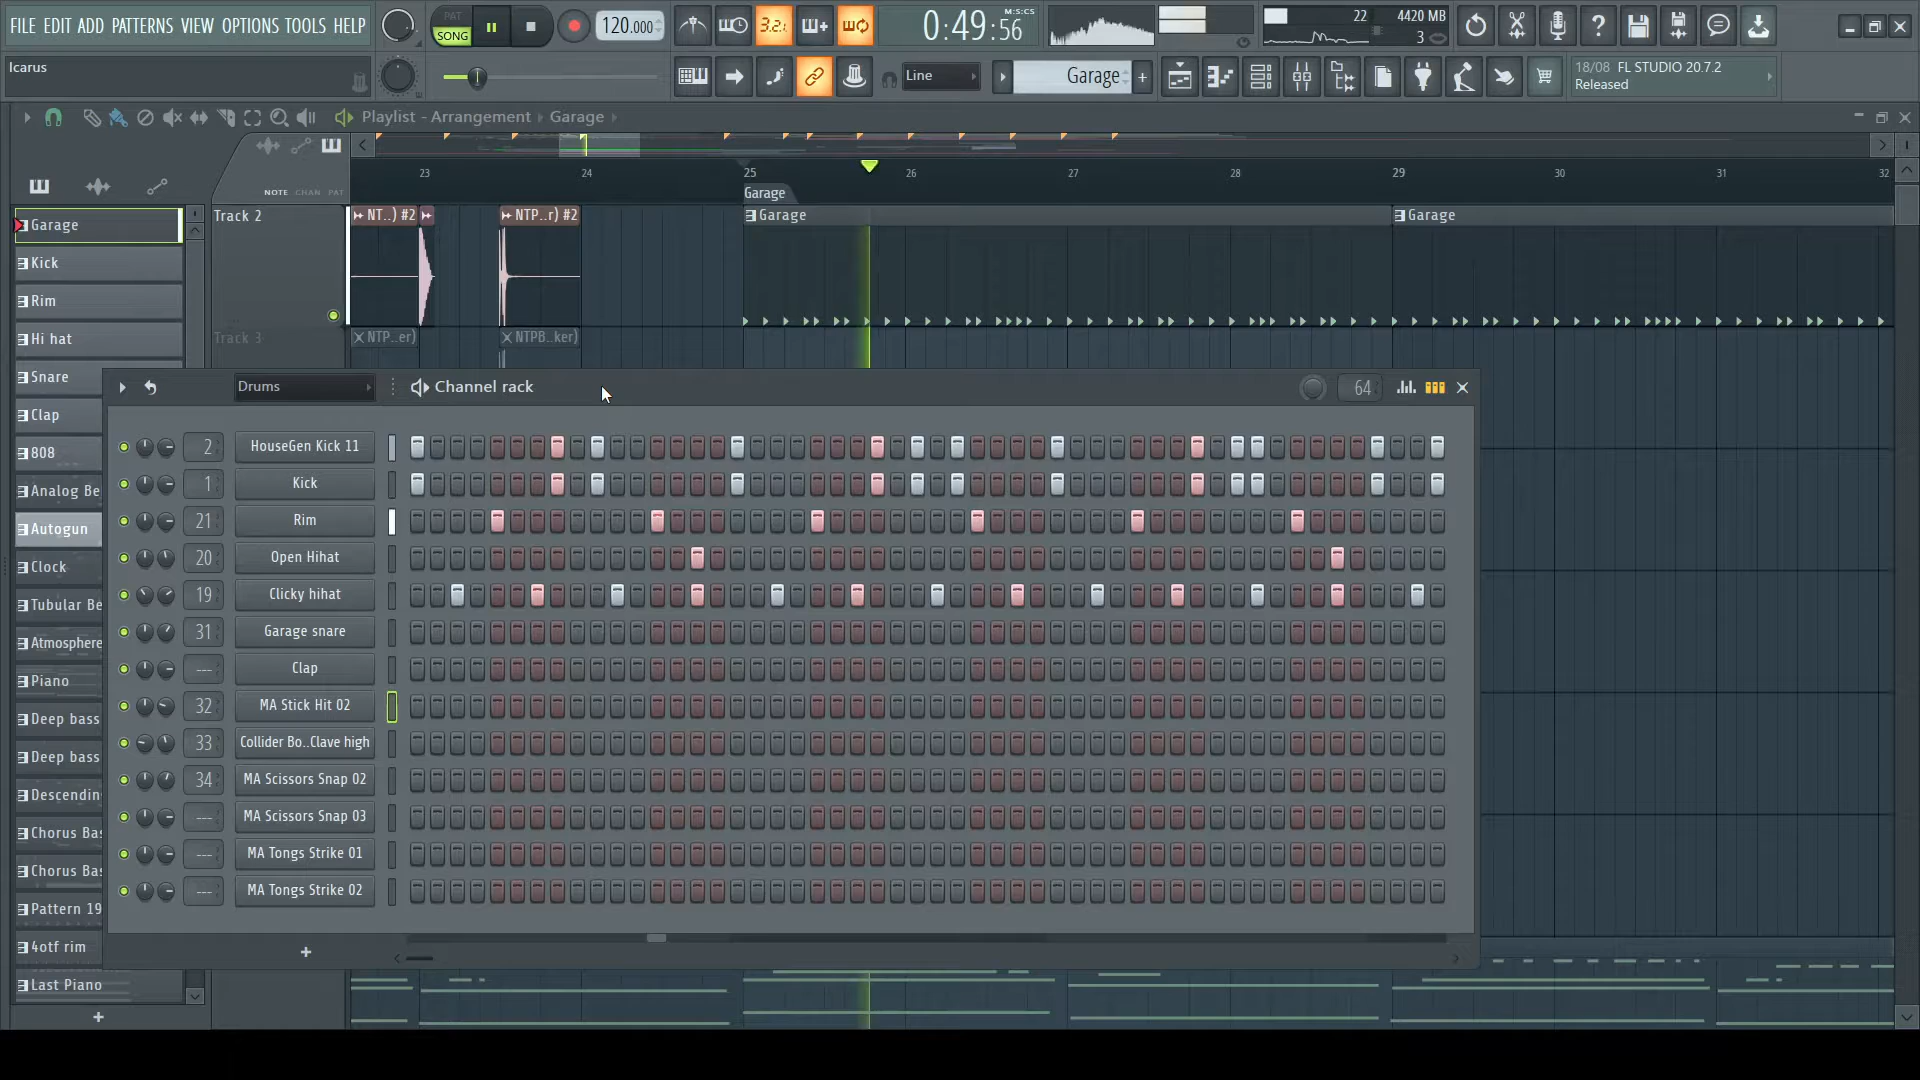 FILE EDIT ADD PATTERNS VIEW OPTIONS TOOLS HELP
PAT
SONG
120.000
3.2.
0:49:56
M:S:CS
22
4420 MB
3
Icarus
Line
Garage
18/08 FL STUDIO 20.7.2
Released
Playlist - Arrangement › Garage ›
NOTE CHAN PAT
23 24 25 26 27 28 29 30 31 32
Garage
Track 2
NT..) #2
NTP..r) #2
Garage
Garage
Track 3
NTP..er)
NTPB..ker)
Garage
Kick
Rim
Hi hat
Snare
Clap
808
Analog Be
Autogun
Clock
Tubular Be
Atmosphere
Piano
Deep bass
Deep bass
Descendin
Chorus Bas
Chorus Bas
Pattern 19
4otf rim
Last Piano
Drums
Channel rack
64
2 HouseGen Kick 11
1 Kick
21 Rim
20 Open Hihat
19 Clicky hihat
31 Garage snare
--- Clap
32 MA Stick Hit 02
33 Collider Bo..Clave high
34 MA Scissors Snap 02
--- MA Scissors Snap 03
--- MA Tongs Strike 01
--- MA Tongs Strike 02